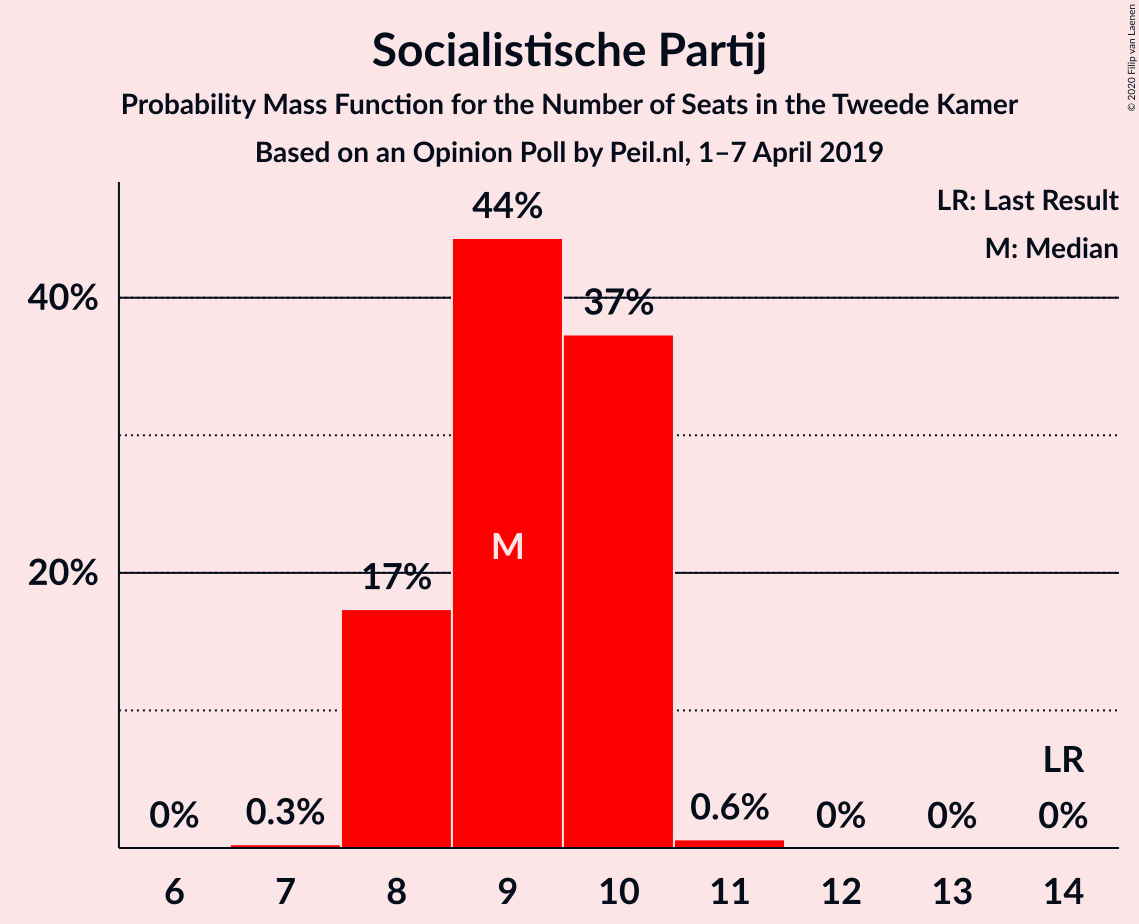 © 2020 Filip van Laenen
Socialistische Partij
Probability Mass Function for the Number of Seats in the Tweede Kamer
Based on an Opinion Poll by Peil.nl, 1–7 April 2019
LR: Last Result
M: Median
44%
40%
37%
M
20%
17%
LR
0%
0.3%
0.6%
0%
0%
0%
6 7 8 9 10 11 12 13 14